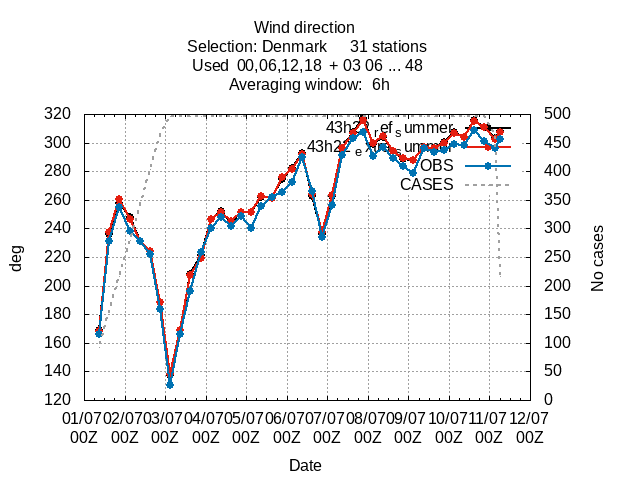 Wind direction
Selection: Denmark 31 stations
Used 00,06,12,18 + 03 06 ... 48
Averaging window: 6h
320 500
300 450
280 400
260 350
240 300
220 250
200 200
180 150
160 100
140 50
120 0
OBS
CASES
deg
No cases
01/07 02/07 03/07 04/07 05/07 06/07 07/07 08/07 09/07 10/07 11/07 12/07
00Z 00Z 00Z 00Z 00Z 00Z 00Z 00Z 00Z 00Z 00Z 00Z
Date